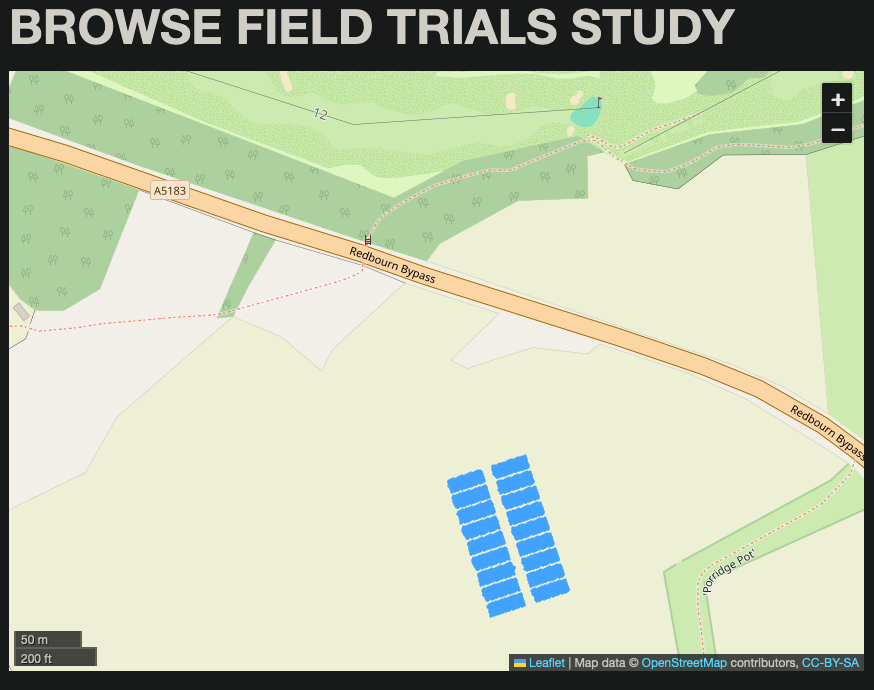 BROWSE FIELD TRIALS STUDY
12
+
−
A5183
Redbourn Bypass
Redbourn Bypass
'Porridge Pot'
50 m
200 ft
Leaflet | Map data © OpenStreetMap contributors, CC-BY-SA